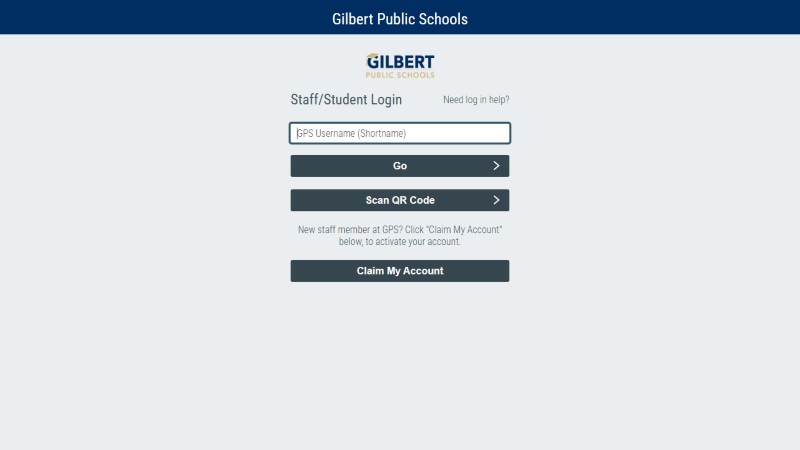 Gilbert Public Schools
GILBERT
PUBLIC SCHOOLS
Staff/Student Login
Need log in help?
GPS Username (Shortname)
Go
Scan QR Code
New staff member at GPS? Click "Claim My Account"
below, to activate your account.
Claim My Account